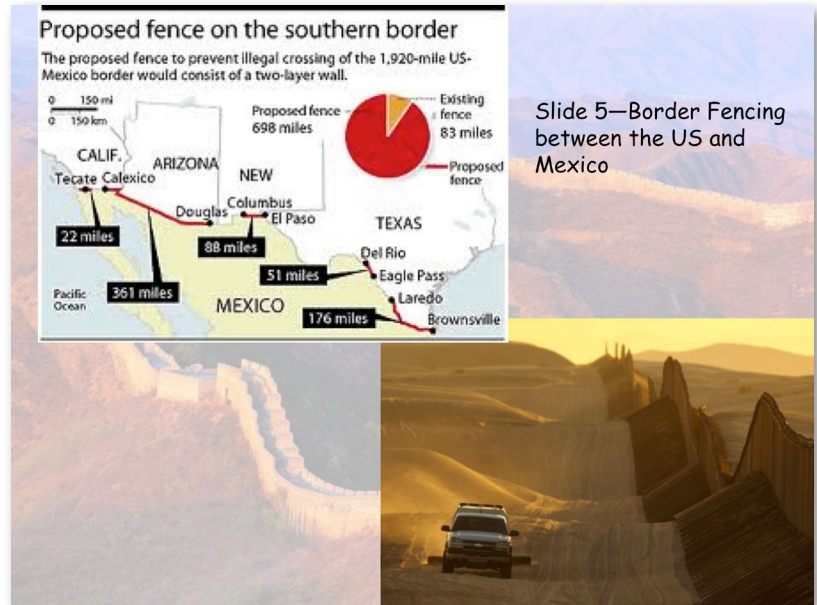 Proposed fence on the southern border
The proposed fence to prevent illegal crossing of the 1,920-mile US-
Mexico border would consist of a two-layer wall.
0 150 mi
0 150 km
Proposed fence
698 miles
Existing
fence
83 miles
Proposed
fence
CALIF.
ARIZONA
NEW
TEXAS
Tecate
Calexico
Douglas
Columbus
El Paso
22 miles
88 miles
Del Rio
51 miles
Eagle Pass
361 miles
Pacific
Ocean
MEXICO
Laredo
176 miles
Brownsville
Slide 5—Border Fencing
between the US and
Mexico